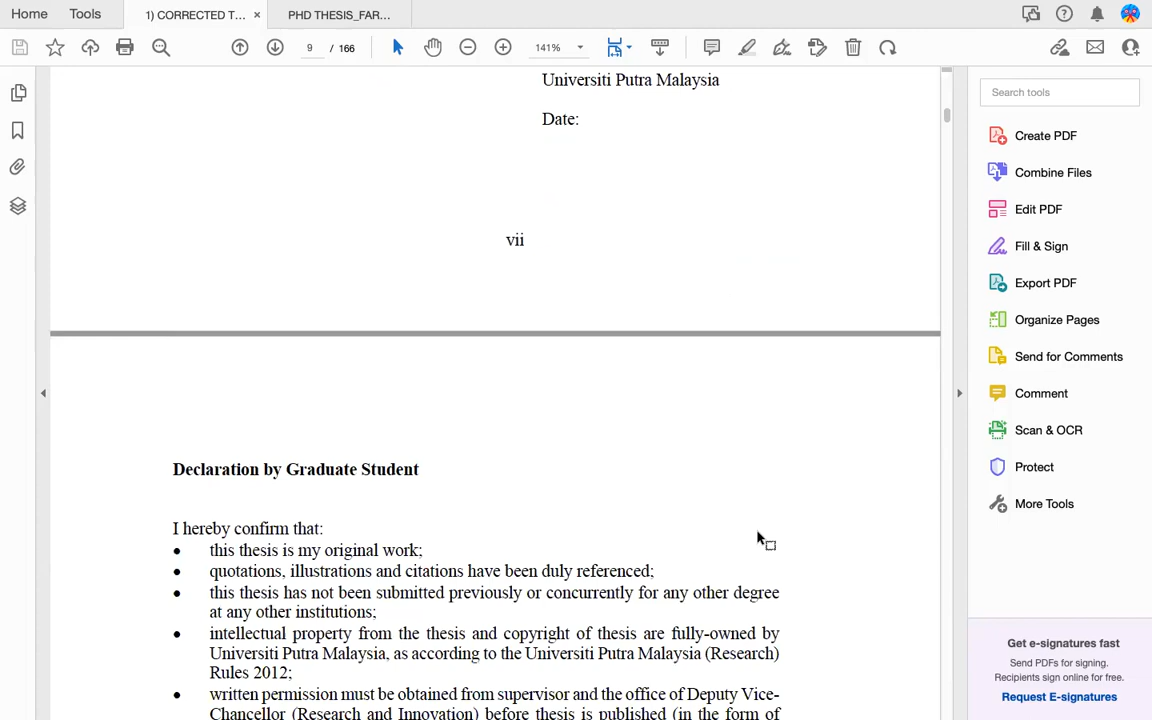 Home
Tools
1) CORRECTED T...
×
PHD THESIS_FAR...
9 / 166
141%
Universiti Putra Malaysia
Date:
vii
Declaration by Graduate Student
I hereby confirm that:
• this thesis is my original work;
• quotations, illustrations and citations have been duly referenced;
• this thesis has not been submitted previously or concurrently for any other degree
at any other institutions;
• intellectual property from the thesis and copyright of thesis are fully-owned by
Universiti Putra Malaysia, as according to the Universiti Putra Malaysia (Research)
Rules 2012;
• written permission must be obtained from supervisor and the office of Deputy Vice-
Chancellor (Research and Innovation) before thesis is published (in the form of
Search tools
Create PDF
Combine Files
Edit PDF
Fill & Sign
Export PDF
Organize Pages
Send for Comments
Comment
Scan & OCR
Protect
More Tools
Get e-signatures fast
Send PDFs for signing.
Recipients sign online for free.
Request E-signatures